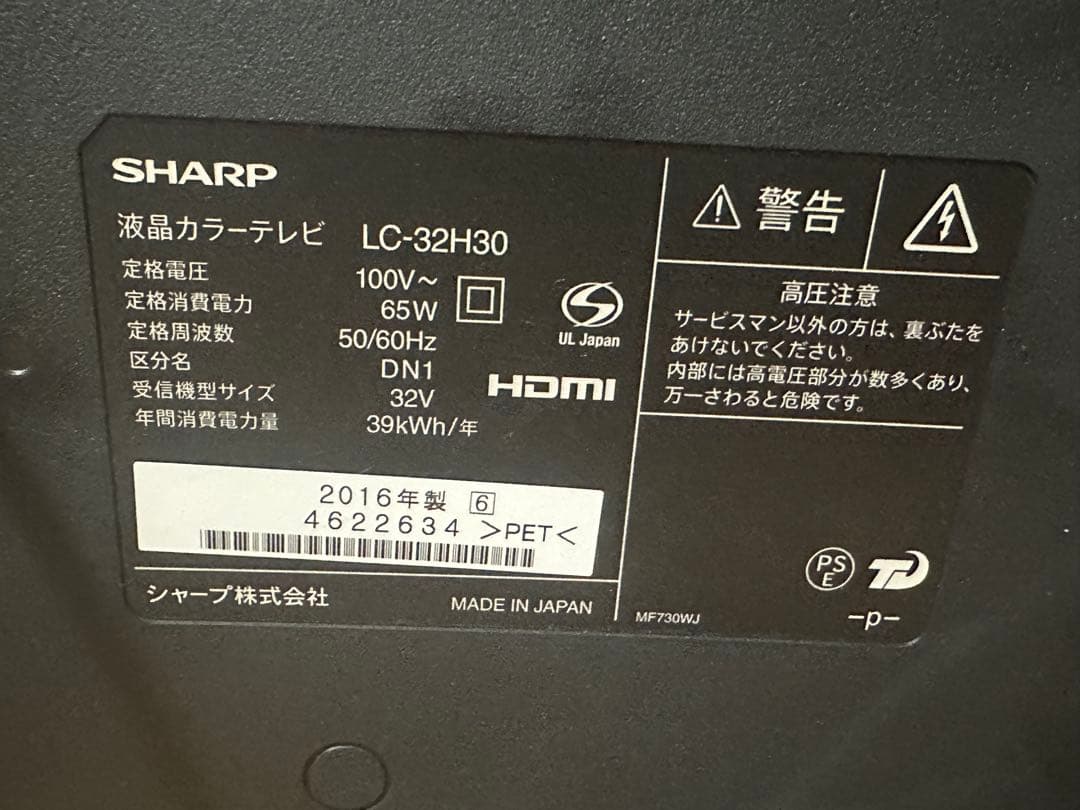 SHARP
液晶カラーテレビ LC-32H30
定格電圧 100V～
定格消費電力 65W
定格周波数 50/60Hz
区分名 DN1
受信機型サイズ 32V
年間消費電力量 39kWh/年
UL Japan
HDMI
2016年製 6
4622634 >PET<
シャープ株式会社 MADE IN JAPAN
警告
高圧注意
サービスマン以外の方は、裏ぶたを
あけないでください。
内部には高電圧部分が数多くあり、
万一さわると危険です。
PS
E
MF730WJ
-p-